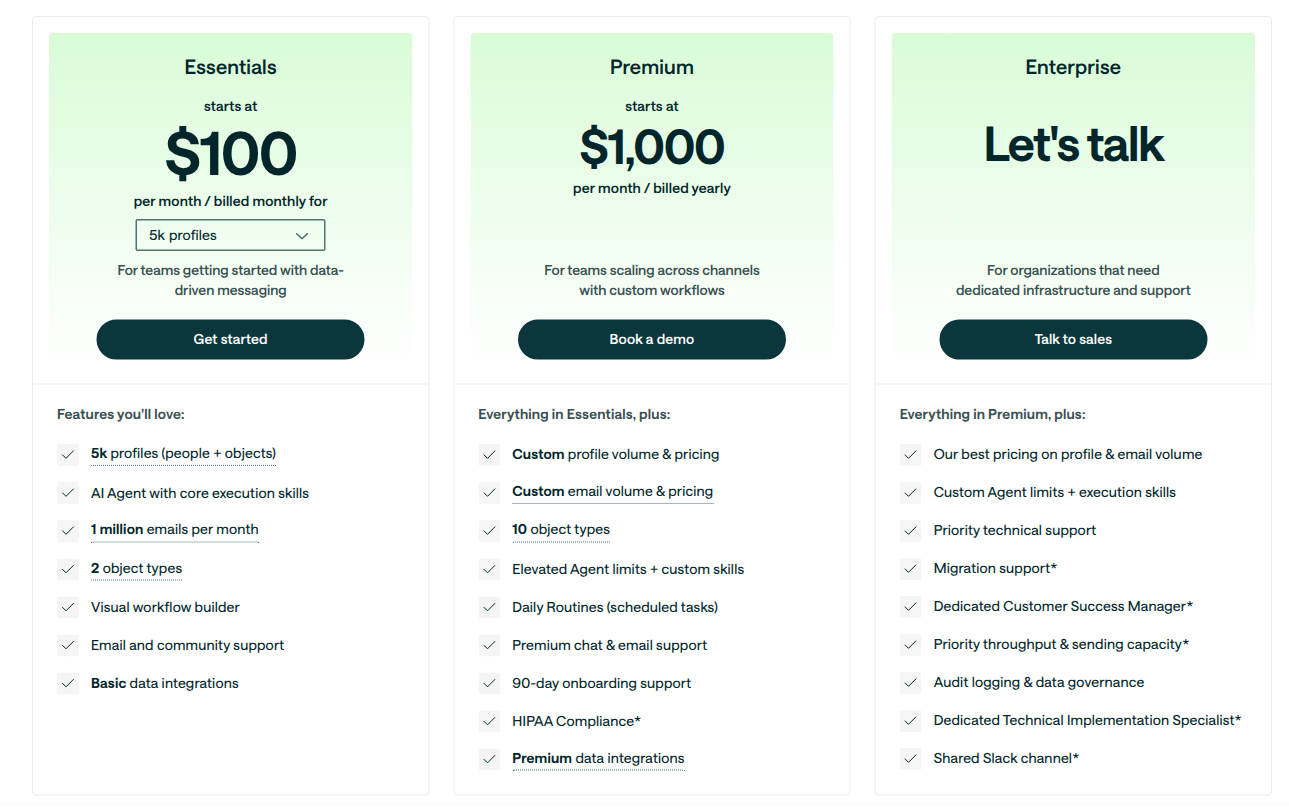 Essentials
starts at
$100
per month / billed monthly for
5k profiles
For teams getting started with data-
driven messaging
Get started
Features you'll love:
5k profiles (people + objects)
AI Agent with core execution skills
1 million emails per month
2 object types
Visual workflow builder
Email and community support
Basic data integrations
Premium
starts at
$1,000
per month / billed yearly
For teams scaling across channels
with custom workflows
Book a demo
Everything in Essentials, plus:
Custom profile volume & pricing
Custom email volume & pricing
10 object types
Elevated Agent limits + custom skills
Daily Routines (scheduled tasks)
Premium chat & email support
90-day onboarding support
HIPAA Compliance*
Premium data integrations
Enterprise
Let's talk
For organizations that need
dedicated infrastructure and support
Talk to sales
Everything in Premium, plus:
Our best pricing on profile & email volume
Custom Agent limits + execution skills
Priority technical support
Migration support*
Dedicated Customer Success Manager*
Priority throughput & sending capacity*
Audit logging & data governance
Dedicated Technical Implementation Specialist*
Shared Slack channel*